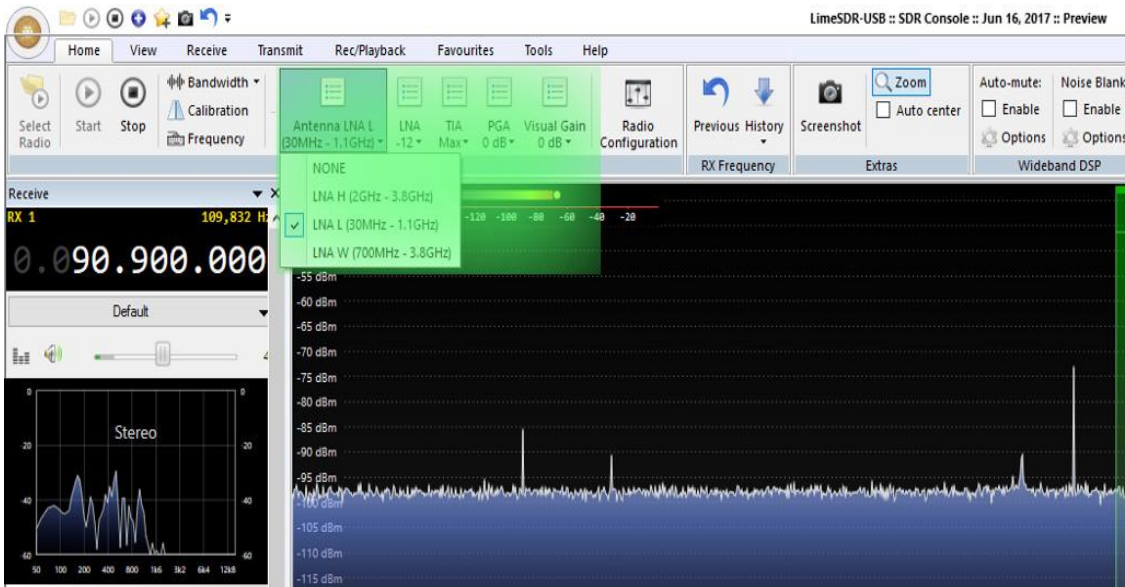 LimeSDR-USB :: SDR Console :: Jun 16, 2017 :: Preview
Home View Receive Transmit Rec/Playback Favourites Tools Help
Select Radio
Start
Stop
Bandwidth
Calibration
Frequency
Antenna LNA L
(30MHz - 1.1GHz)
LNA
-12
TIA
Max
PGA
0 dB
Visual Gain
0 dB
Radio
Configuration
Previous
History
RX Frequency
Screenshot
Zoom
Auto center
Extras
Auto-mute:
Enable
Options
Noise Blank
Enable
Options
Wideband DSP
NONE
LNA H (2GHz - 3.8GHz)
LNA L (30MHz - 1.1GHz)
LNA W (700MHz - 3.8GHz)
Receive
RX 1 109,832 Hz
0.090.900.000
Default
-120 -100 -80 -60 -40 -20
-55 dBm
-60 dBm
-65 dBm
-70 dBm
-75 dBm
-80 dBm
-85 dBm
-90 dBm
-95 dBm
-100 dBm
-105 dBm
-110 dBm
-115 dBm
Stereo
0 0
-20 -20
-40 -40
-60 -60
50 100 200 400 800 1k6 3k2 6k4 12k8